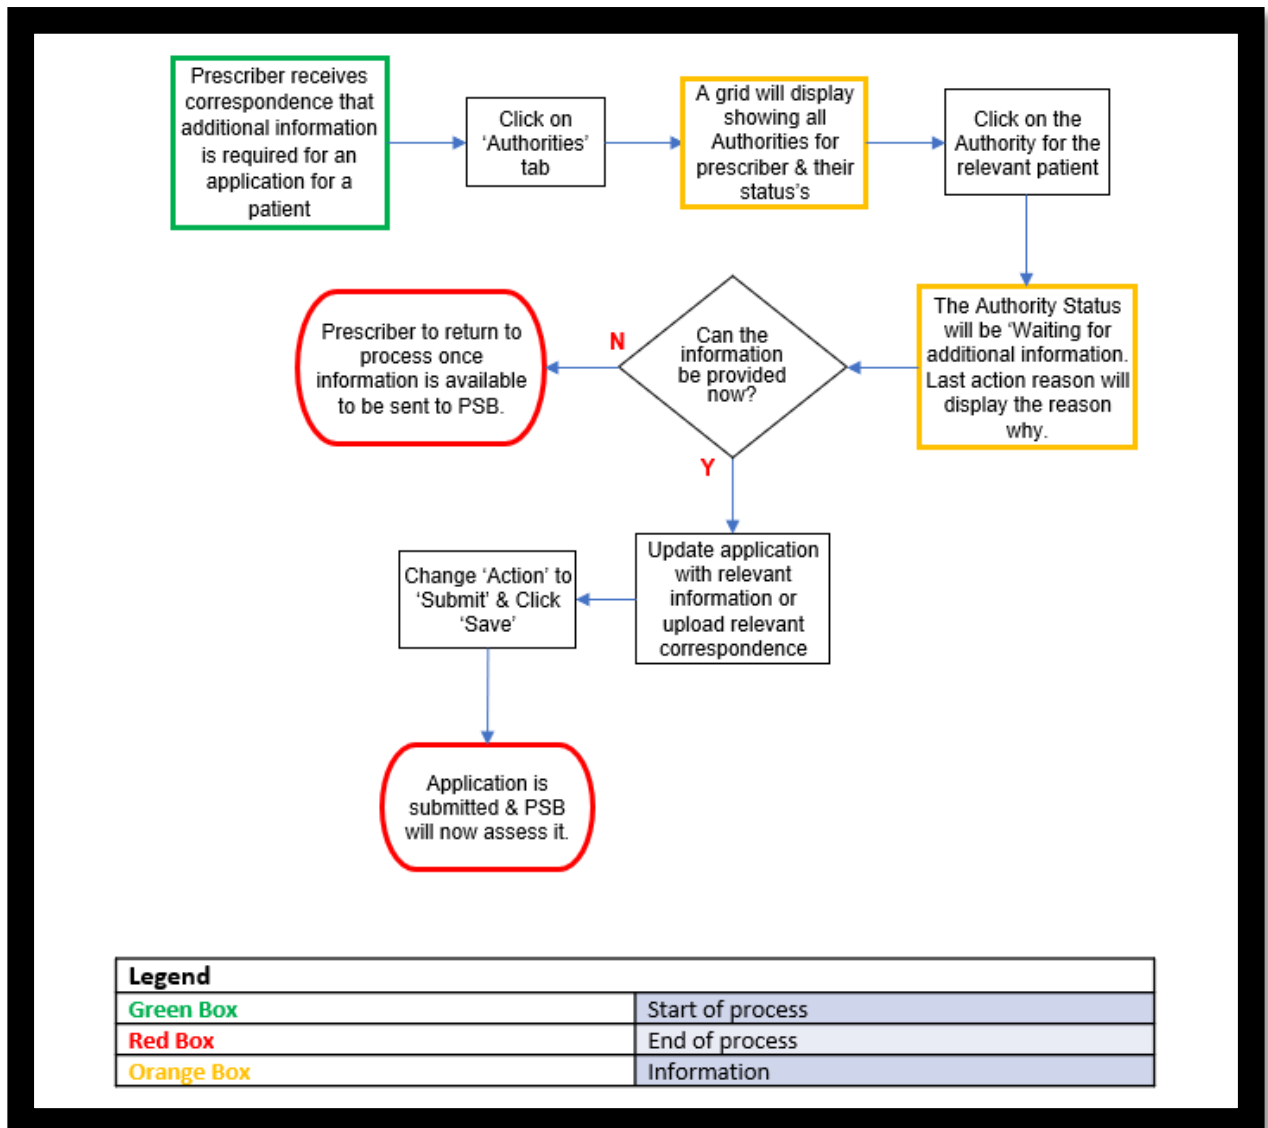 Prescriber receives
correspondence that
additional information
is required for an
application for a
patient
Click on
‘Authorities’
tab
A grid will display
showing all
Authorities for
prescriber & their
status’s
Click on the
Authority for the
relevant patient
The Authority Status
will be ‘Waiting for
additional information.
Last action reason will
display the reason
why.
Can the
information
be provided
now?
N
Prescriber to return to
process once
information is available
to be sent to PSB.
Y
Update application
with relevant
information or
upload relevant
correspondence
Change ‘Action’ to
‘Submit’ & Click
‘Save’
Application is
submitted & PSB
will now assess it.
Legend
Green Box Start of process
Red Box End of process
Orange Box Information